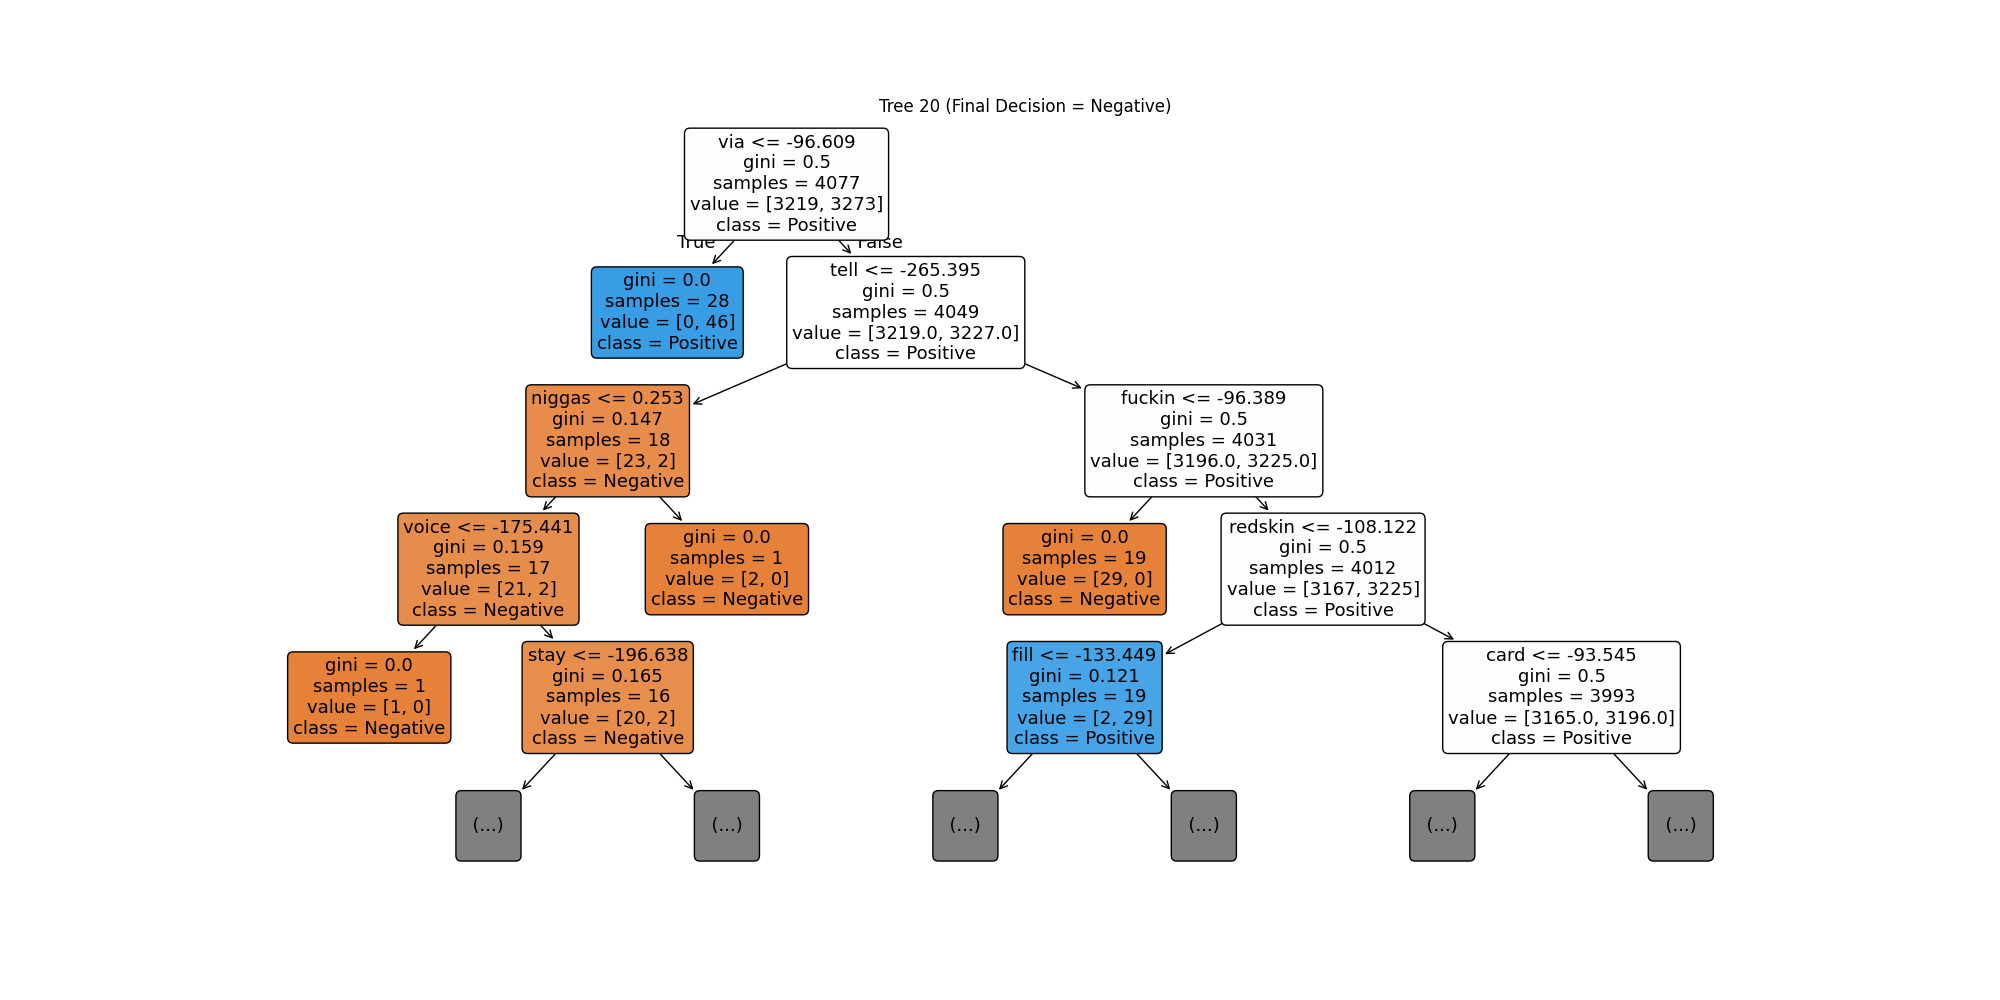 Tree 20 (Final Decision = Negative)
via <= -96.609
gini = 0.5
samples = 4077
value = [3219, 3273]
class = Positive
True
False
gini = 0.0
samples = 28
value = [0, 46]
class = Positive
tell <= -265.395
gini = 0.5
samples = 4049
value = [3219.0, 3227.0]
class = Positive
niggas <= 0.253
gini = 0.147
samples = 18
value = [23, 2]
class = Negative
fuckin <= -96.389
gini = 0.5
samples = 4031
value = [3196.0, 3225.0]
class = Positive
voice <= -175.441
gini = 0.159
samples = 17
value = [21, 2]
class = Negative
gini = 0.0
samples = 1
value = [2, 0]
class = Negative
gini = 0.0
samples = 19
value = [29, 0]
class = Negative
redskin <= -108.122
gini = 0.5
samples = 4012
value = [3167, 3225]
class = Positive
gini = 0.0
samples = 1
value = [1, 0]
class = Negative
stay <= -196.638
gini = 0.165
samples = 16
value = [20, 2]
class = Negative
fill <= -133.449
gini = 0.121
samples = 19
value = [2, 29]
class = Positive
card <= -93.545
gini = 0.5
samples = 3993
value = [3165.0, 3196.0]
class = Positive
(...)
(...)
(...)
(...)
(...)
(...)